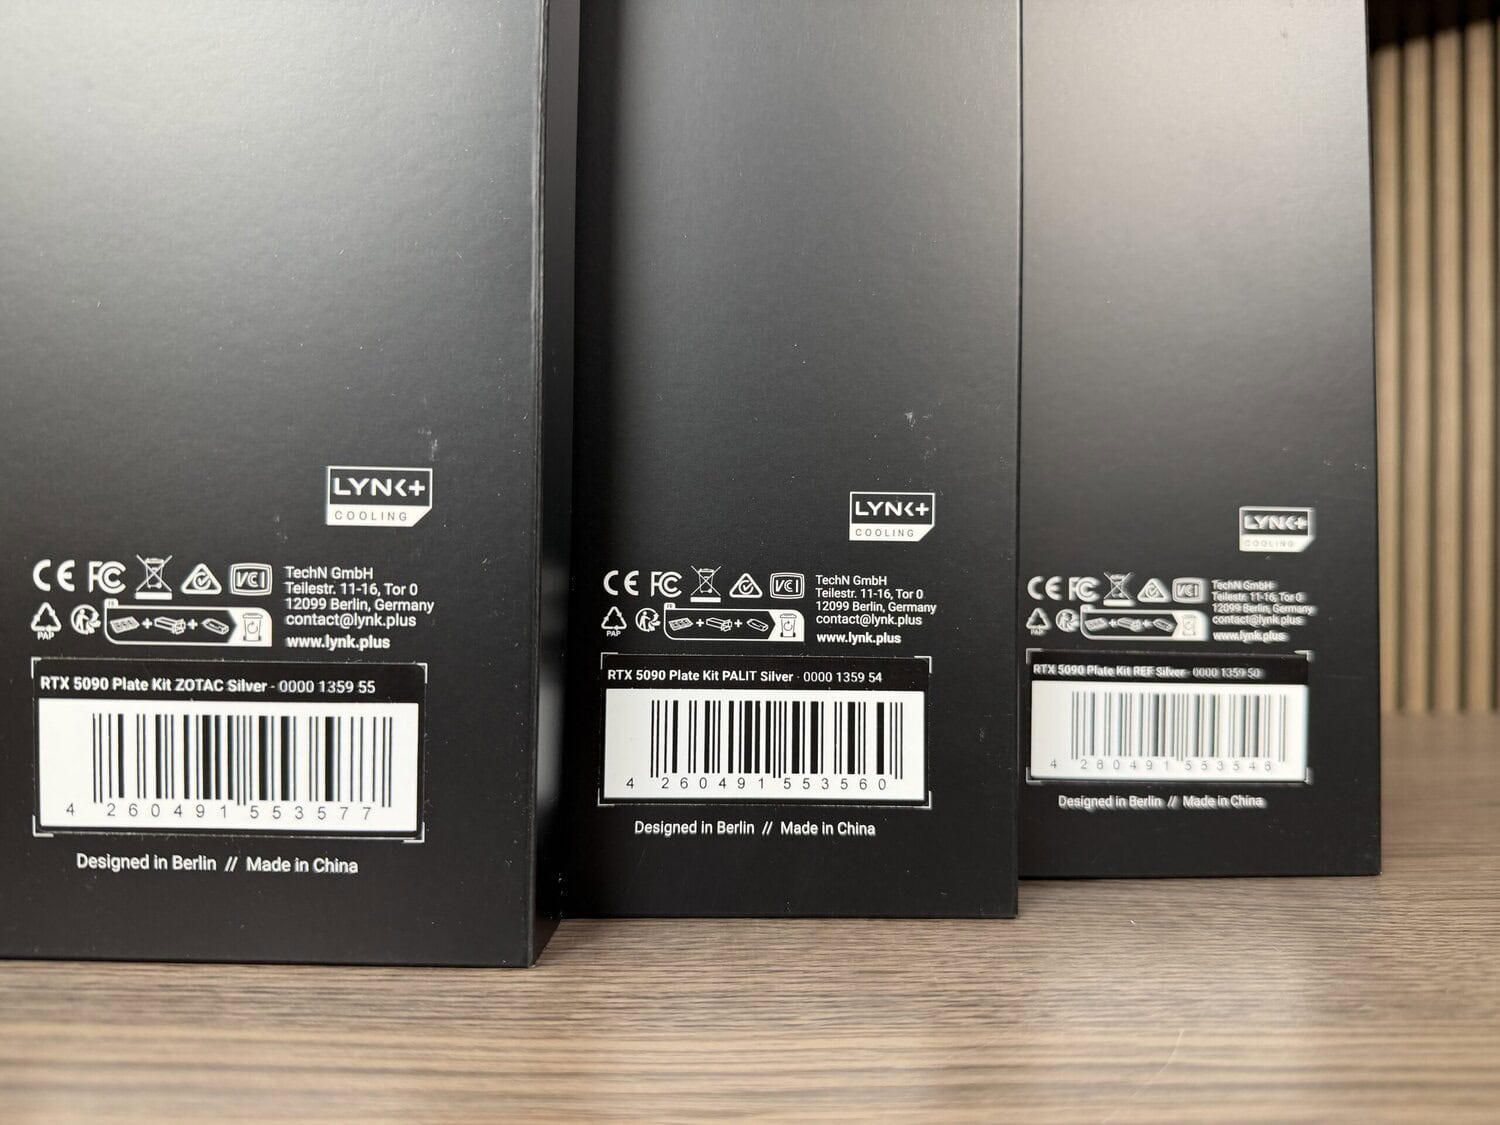 LYNK+
COOLING
CE FC VCI
TechN GmbH
Teilestr. 11-16, Tor 0
12099 Berlin, Germany
contact@lynk.plus
www.lynk.plus
PAP
FR
RTX 5090 Plate Kit ZOTAC Silver - 0000 1359 55
4 260491 553577
Designed in Berlin // Made in China
LYNK+
COOLING
CE FC VCI
TechN GmbH
Teilestr. 11-16, Tor 0
12099 Berlin, Germany
contact@lynk.plus
www.lynk.plus
PAP
FR
RTX 5090 Plate Kit PALIT Silver - 0000 1359 54
4 260491 553560
Designed in Berlin // Made in China
LYNK+
COOLING
CE FC VCI
TechN GmbH
Teilestr. 11-16, Tor 0
12099 Berlin, Germany
contact@lynk.plus
www.lynk.plus
PAP
RTX 5090 Plate Kit REF Silver - 0000 1359 50
4 260491 553546
Designed in Berlin // Made in China